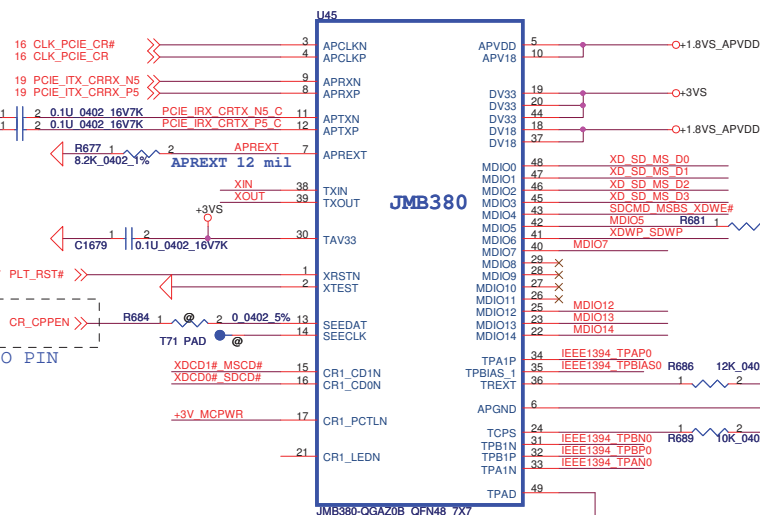 U45
16 CLK_PCIE_CR# 3 APCLKN APVDD 5 +1.8VS_APVDD
16 CLK_PCIE_CR 4 APCLKP APV18 10
19 PCIE_ITX_CRRX_N5 9 APRXN DV33 19 +3VS
19 PCIE_ITX_CRRX_P5 8 APRXP DV33 20
DV33 44
1 2 0.1U_0402_16V7K PCIE_IRX_CRTX_N5_C 11 APTXN DV18 18 +1.8VS_APVDD
1 2 0.1U_0402_16V7K PCIE_IRX_CRTX_P5_C 12 APTXP DV18 37
R677 1 2 APREXT 7 APREXT
8.2K_0402_1% APREXT 12 mil
MDIO0 48 XD_SD_MS_D0
MDIO1 47 XD_SD_MS_D1
XIN 38 TXIN MDIO2 46 XD_SD_MS_D2
XOUT 39 TXOUT JMB380 MDIO3 45 XD_SD_MS_D3
+3VS MDIO4 43 SDCMD_MSBS_XDWE#
MDIO5 42 MDIO5 R681 1
1 2 30 TAV33 MDIO6 41 XDWP_SDWP
C1679 0.1U_0402_16V7K MDIO7 40 MDIO7
MDIO8 29
PLT_RST# 1 XRSTN MDIO9 28
2 XTEST MDIO10 27
MDIO11 26
MDIO12 25 MDIO12
CR_CPPEN R684 1 @ 2 0_0402_5% 13 SEEDAT MDIO13 23 MDIO13
T71 PAD @ 14 SEECLK MDIO14 22 MDIO14
O PIN
TPA1P 34 IEEE1394_TPAP0
XDCD1#_MSCD# 15 CR1_CD1N TPBIAS_1 35 IEEE1394_TPBIAS0 R686 12K_040
XDCD0#_SDCD# 16 CR1_CD0N TREXT 36 1 2
APGND 6
+3V_MCPWR 17 CR1_PCTLN
TCPS 24 1 2
TPB1N 31 IEEE1394_TPBN0 R689 10K_040
21 CR1_LEDN TPB1P 32 IEEE1394_TPBP0
TPA1N 33 IEEE1394_TPAN0
TPAD 49
JMB380-QGAZ0B_QFN48_7X7